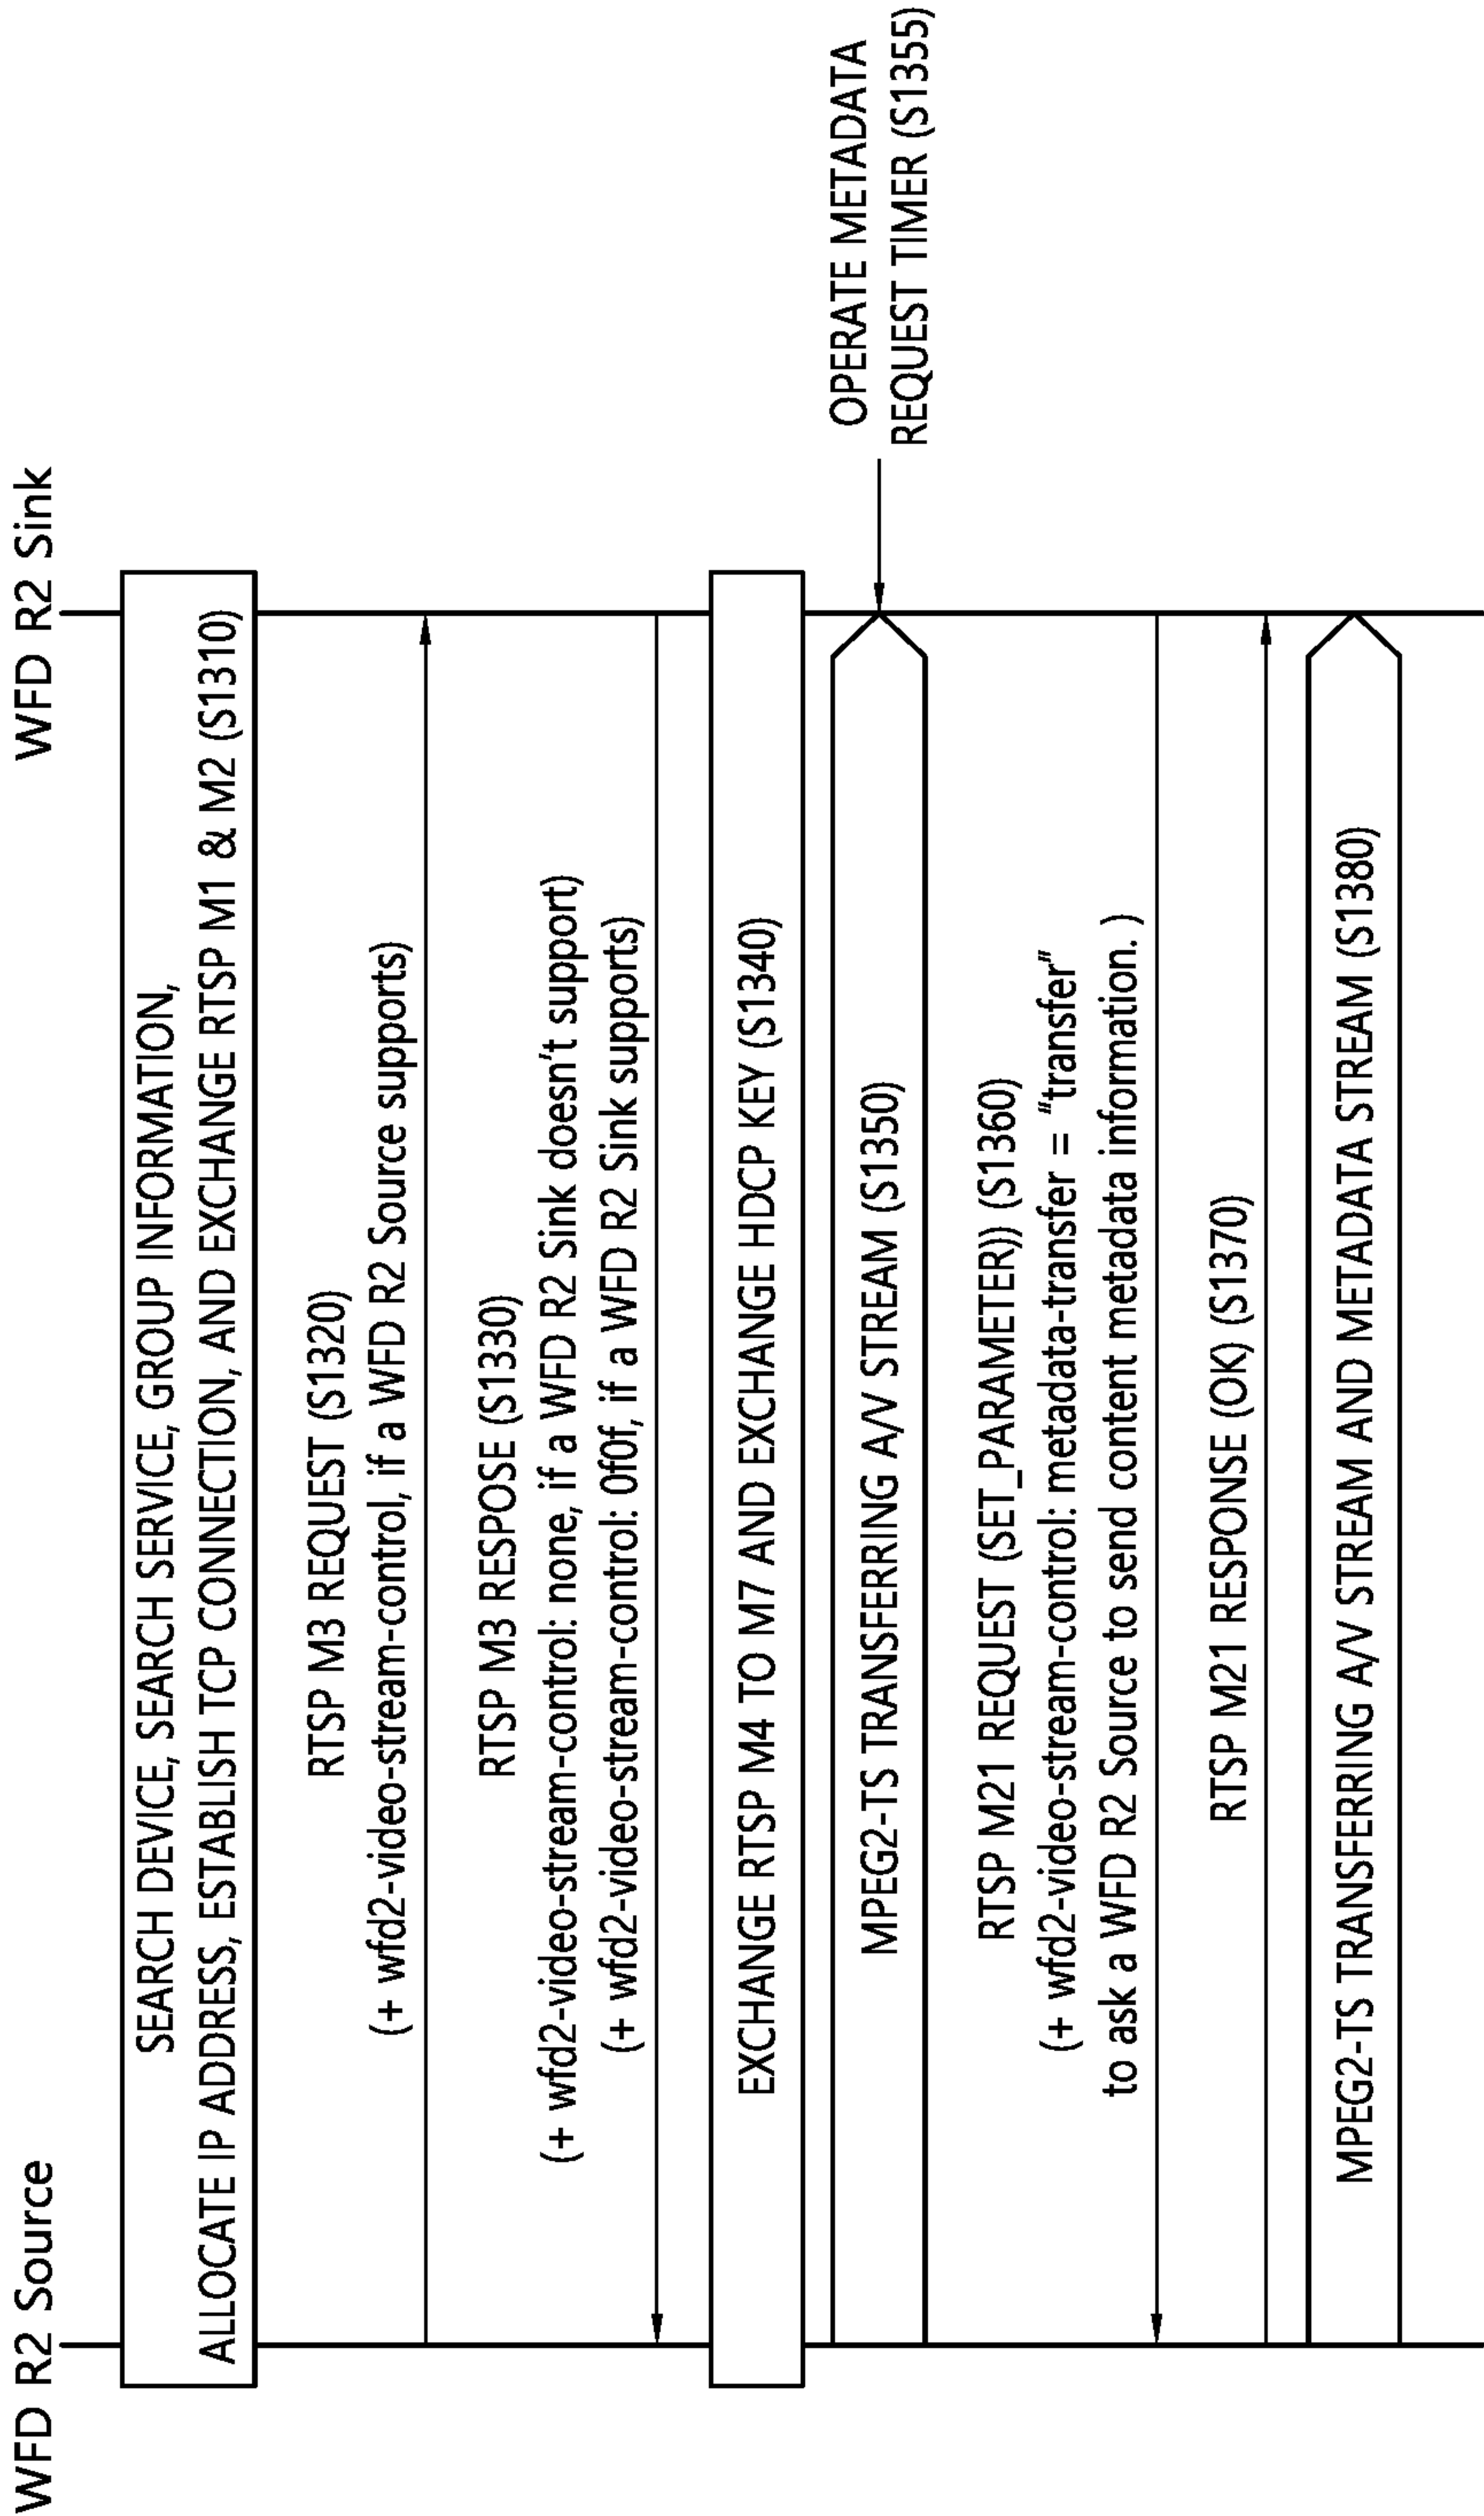 WFD R2 Source
WFD R2 Sink
SEARCH DEVICE, SEARCH SERVICE, GROUP INFORMATION,
ALLOCATE IP ADDRESS, ESTABLISH TCP CONNECTION, AND EXCHANGE RTSP M1 & M2 (S1310)
RTSP M3 REQUEST (S1320)
(+ wfd2-video-stream-control, if a WFD R2 Source supports)
RTSP M3 RESPOSE (S1330)
(+ wfd2-video-stream-control: none, if a WFD R2 Sink doesn't support)
(+ wfd2-video-stream-control: 0f0f, if a WFD R2 Sink supports)
EXCHANGE RTSP M4 TO M7 AND EXCHANGE HDCP KEY (S1340)
MPEG2-TS TRANSFERRING A/V STREAM (S1350)
OPERATE METADATA
REQUEST TIMER (S1355)
RTSP M21 REQUEST (SET_PARAMETER)) (S1360)
(+ wfd2-video-stream-control: metadata-transfer = "transfer"
to ask a WFD R2 Source to send content metadata information. )
RTSP M21 RESPONSE (OK) (S1370)
MPEG2-TS TRANSFERRING A/V STREAM AND METADATA STREAM (S1380)